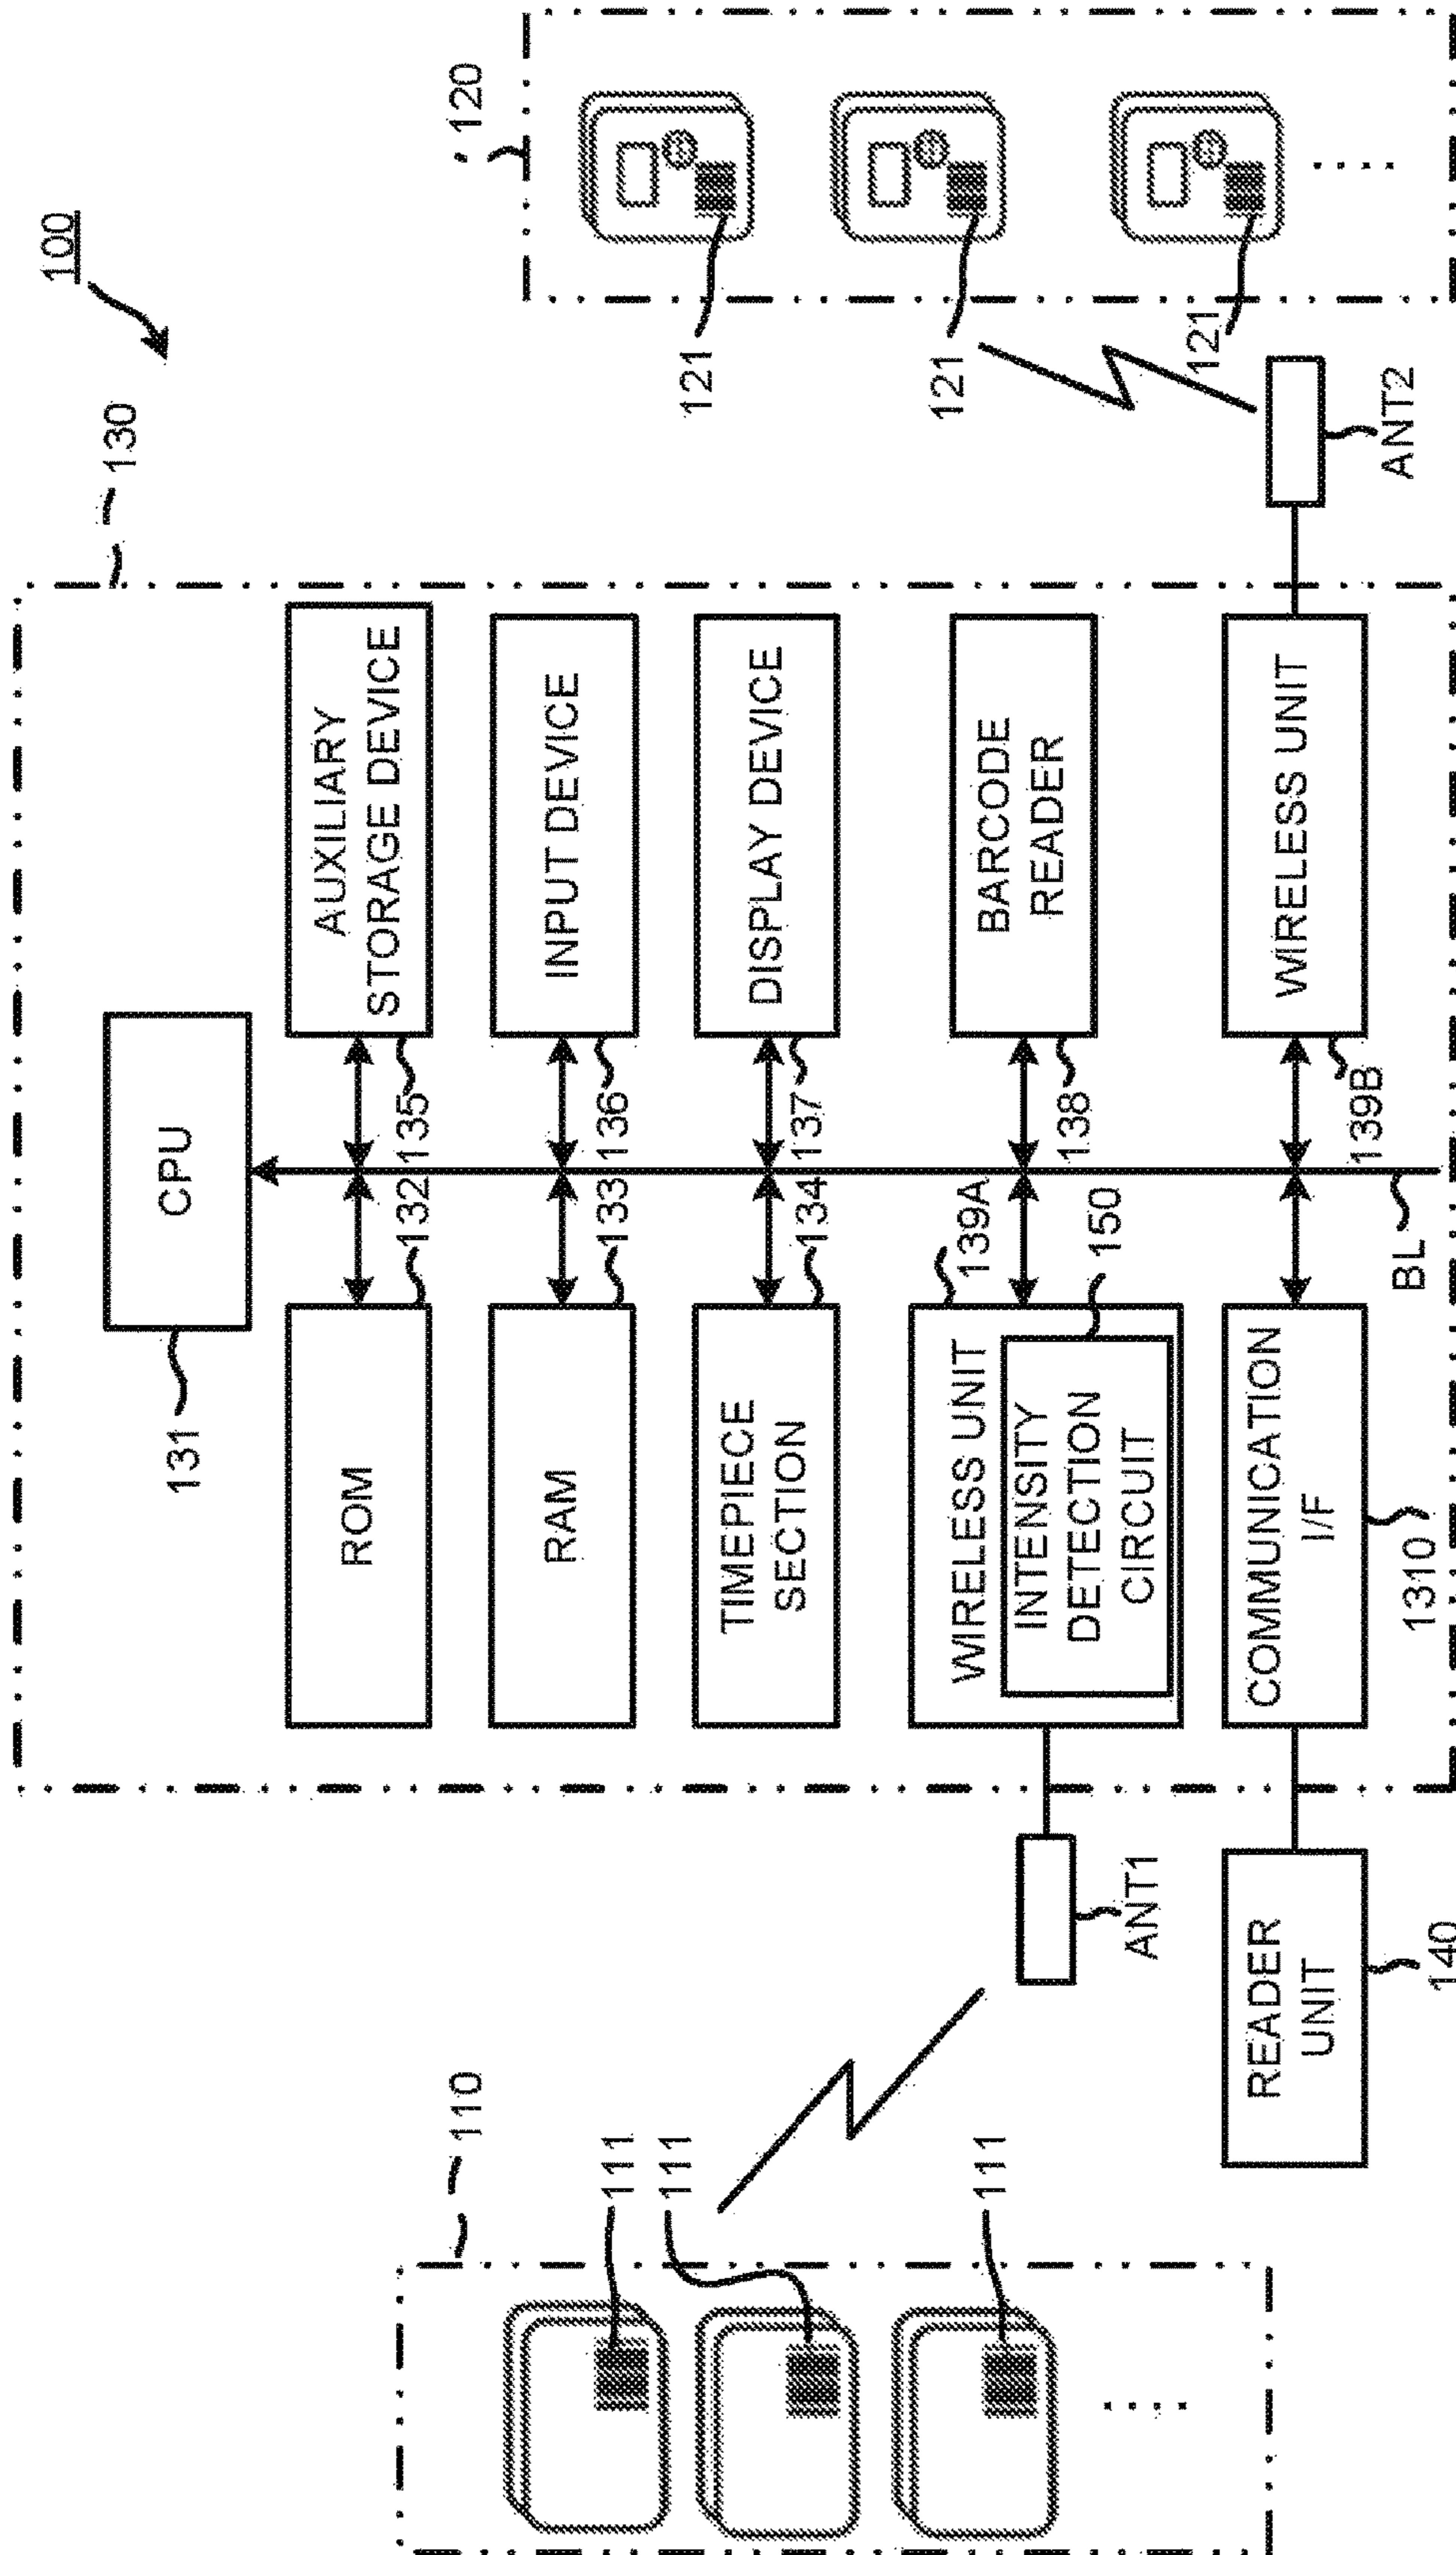 100
130
120
131
CPU
ROM
132
135
AUXILIARY
STORAGE DEVICE
RAM
133
136
INPUT DEVICE
TIMEPIECE
SECTION
134
137
DISPLAY DEVICE
WIRELESS UNIT
139A
INTENSITY
DETECTION
CIRCUIT
150
138
BARCODE
READER
COMMUNICATION
I/F
1310
BL
139B
WIRELESS UNIT
110
111
111
111
ANT1
READER
UNIT
140
121
121
121
ANT2